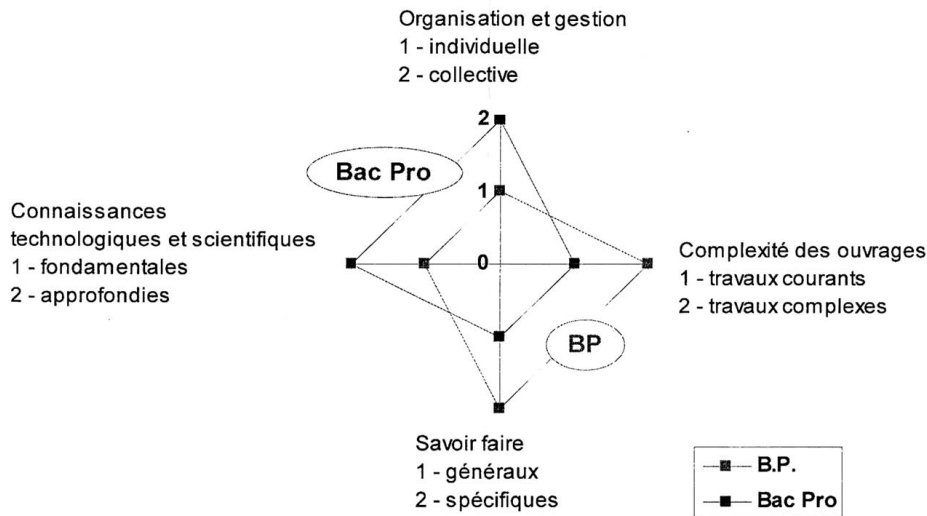 Organisation et gestion
1 - individuelle
2 - collective
2
Bac Pro
1
Connaissances
technologiques et scientifiques
1 - fondamentales
2 - approfondies
0
Complexité des ouvrages
1 - travaux courants
2 - travaux complexes
BP
Savoir faire
1 - généraux
2 - spécifiques
B.P.
Bac Pro